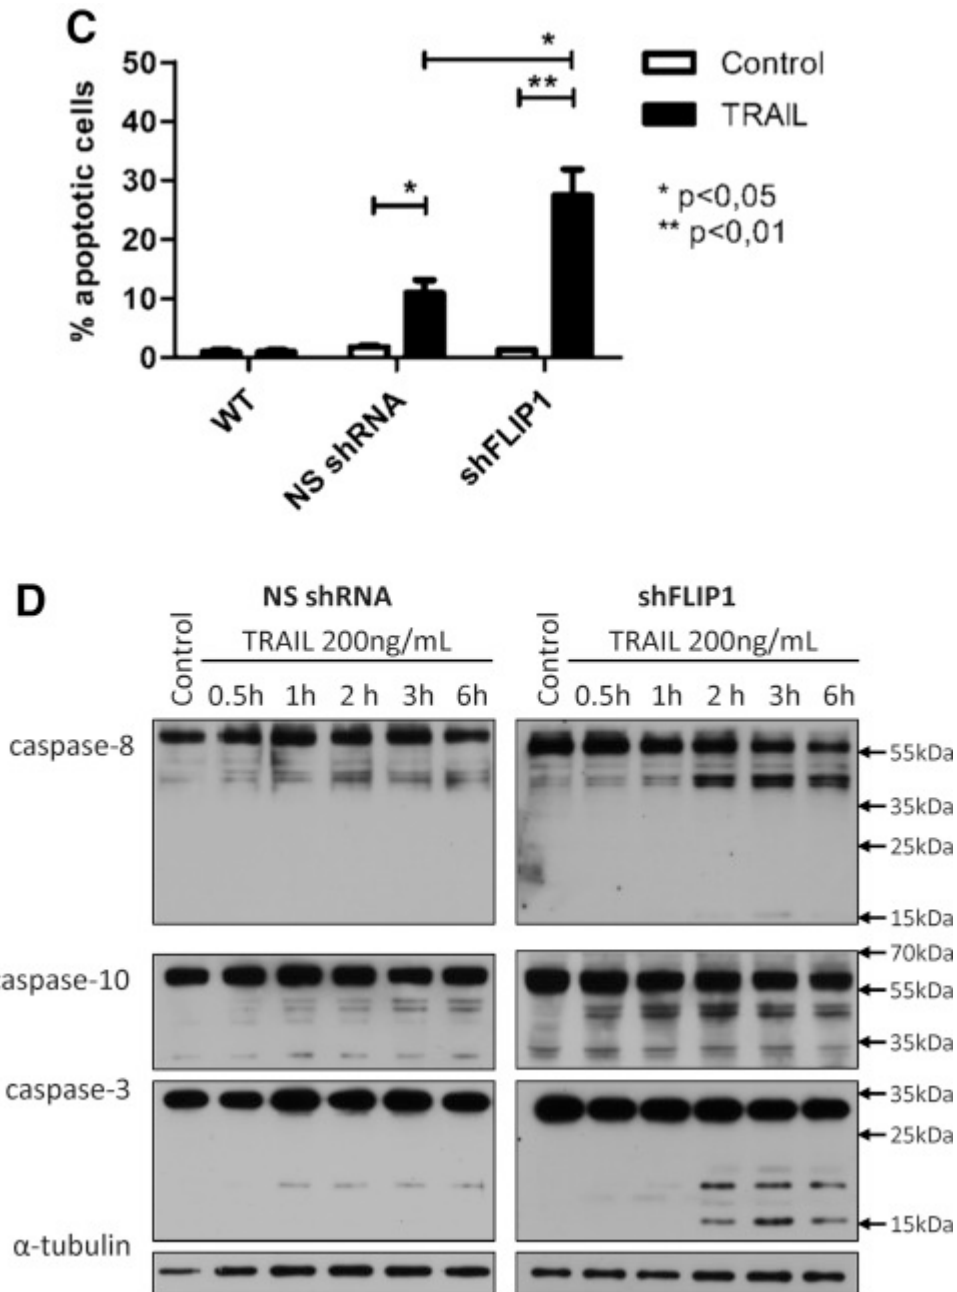 C
50
40
30
20
10
0
% apoptotic cells
*
**
*
Control
TRAIL
* p<0,05
** p<0,01
WT
NS shRNA
shFLIP1
D
NS shRNA
shFLIP1
Control
TRAIL 200ng/mL
Control
TRAIL 200ng/mL
0.5h 1h 2 h 3h 6h
0.5h 1h 2 h 3h 6h
caspase-8
55kDa
35kDa
25kDa
15kDa
caspase-10
70kDa
55kDa
35kDa
caspase-3
35kDa
25kDa
15kDa
α-tubulin